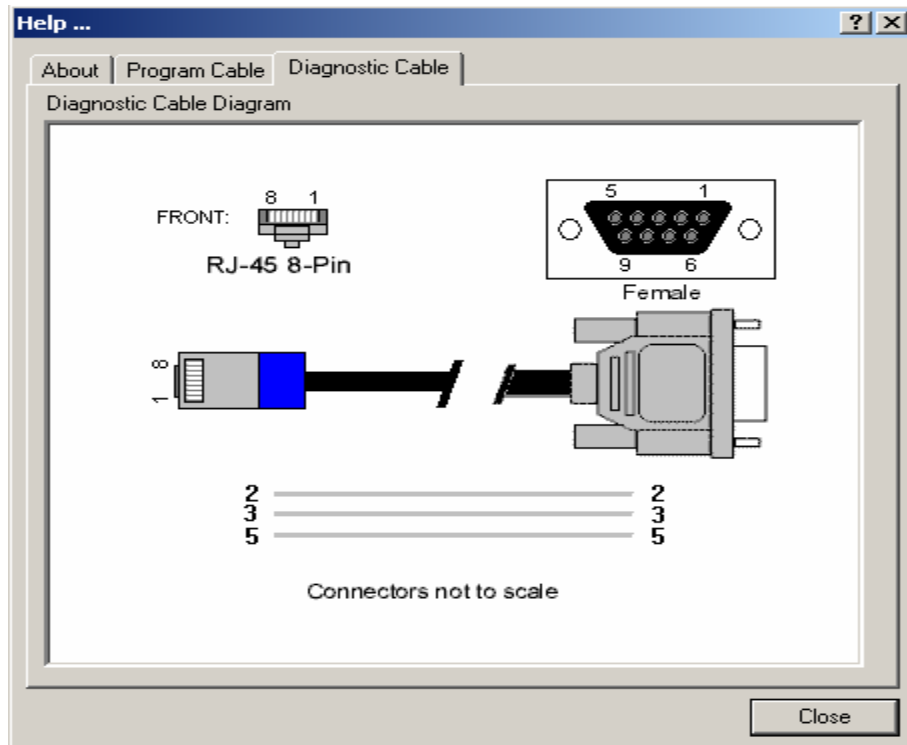 Help ...
? X
About Program Cable Diagnostic Cable
Diagnostic Cable Diagram
8 1
FRONT:
RJ-45 8-Pin
5 1
9 6
Female
1 8
2 2
3 3
5 5
Connectors not to scale
Close